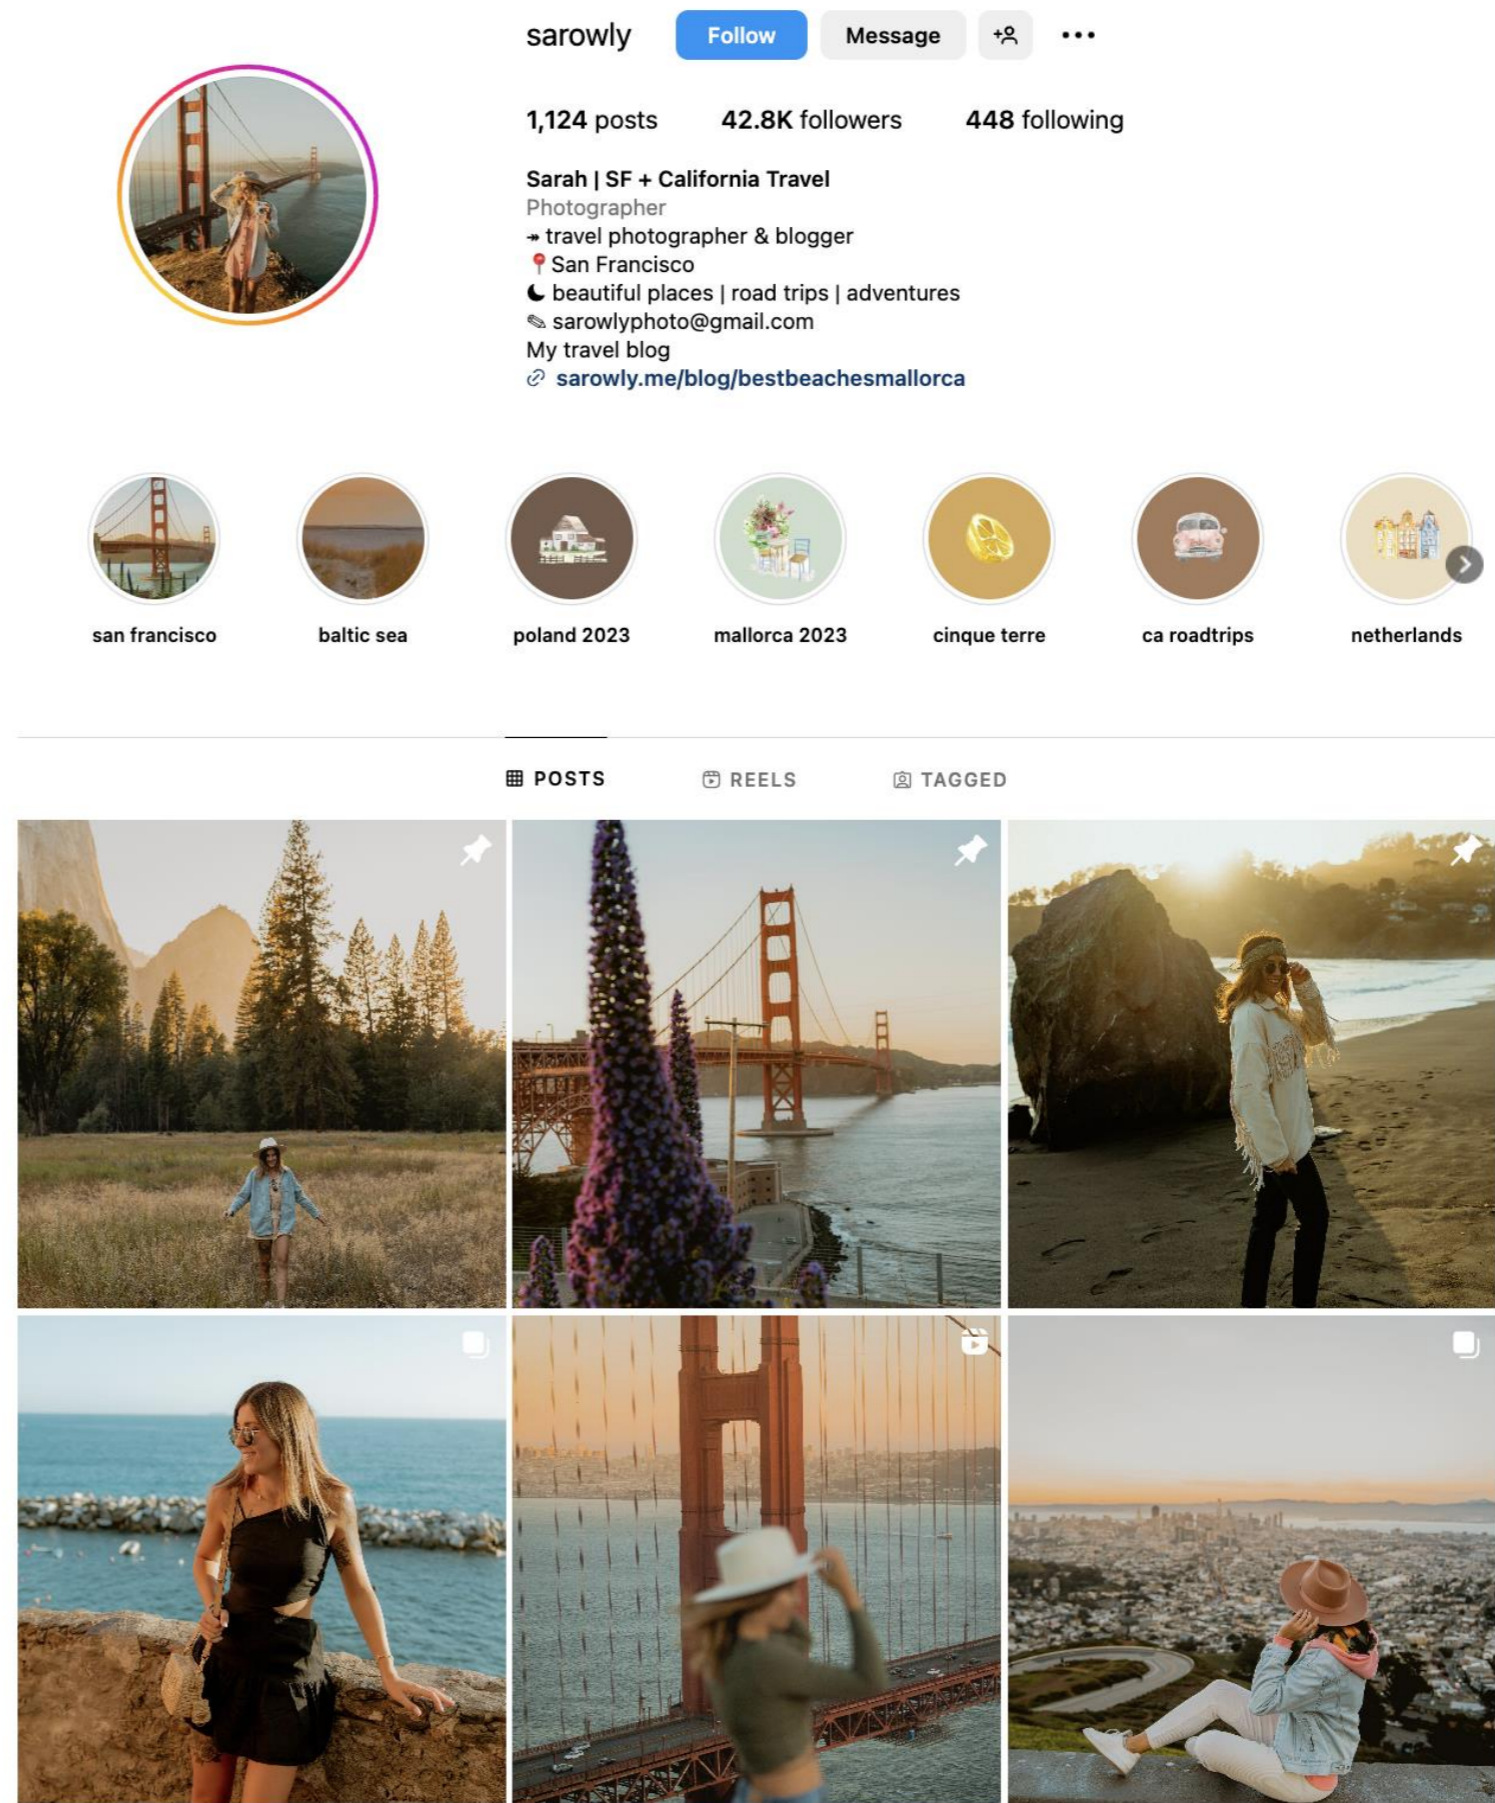 sarowly Follow Message
1,124 posts 42.8K followers 448 following
Sarah | SF + California Travel
Photographer
↠ travel photographer & blogger
📍San Francisco
☾ beautiful places | road trips | adventures
✎ sarowlyphoto@gmail.com
My travel blog
sarowly.me/blog/bestbeachesmallorca
san francisco baltic sea poland 2023 mallorca 2023 cinque terre ca roadtrips netherlands
POSTS REELS TAGGED